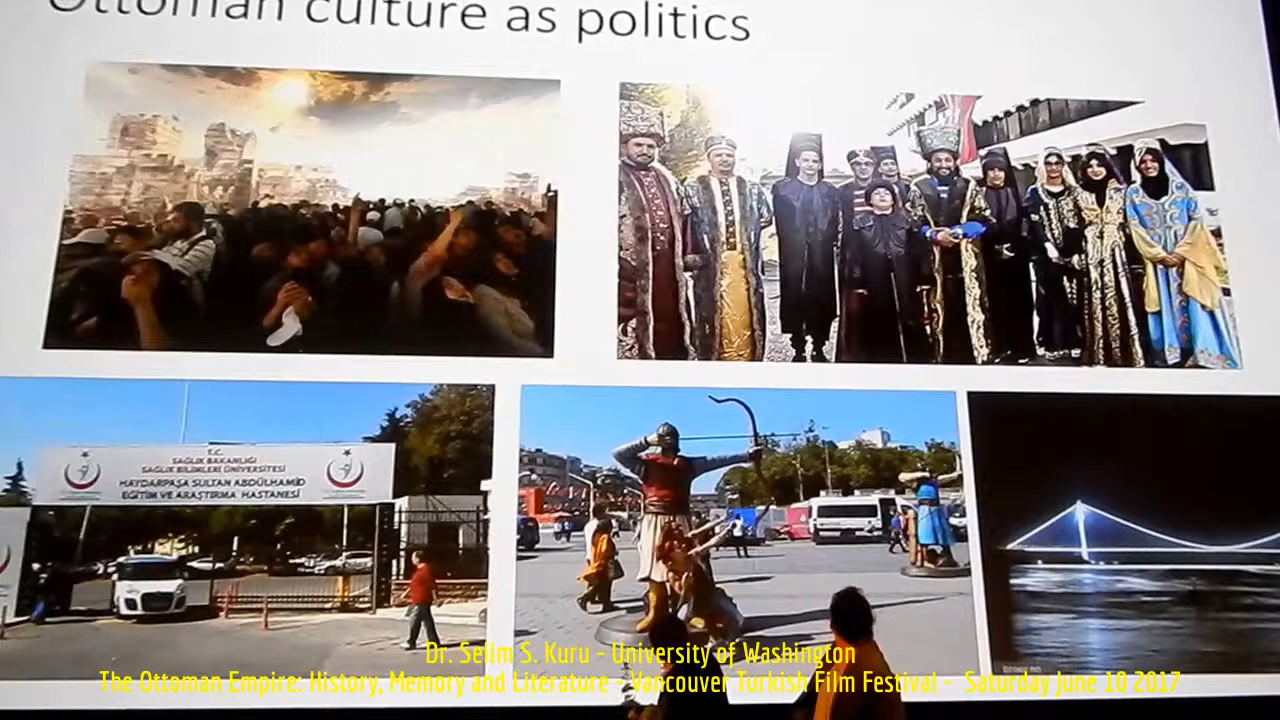 Ottoman culture as politics
T.C.
SAĞLIK BAKANLIĞI
SAĞLIK BİLİMLERİ ÜNİVERSİTESİ
HAYDARPAŞA SULTAN ABDÜLHAMİD
EĞİTİM VE ARAŞTIRMA HASTANESİ
Dr. Selim S. Kuru - University of Washington
The Ottoman Empire: History, Memory and Literature - Vancouver Turkish Film Festival - Saturday June 10 2017